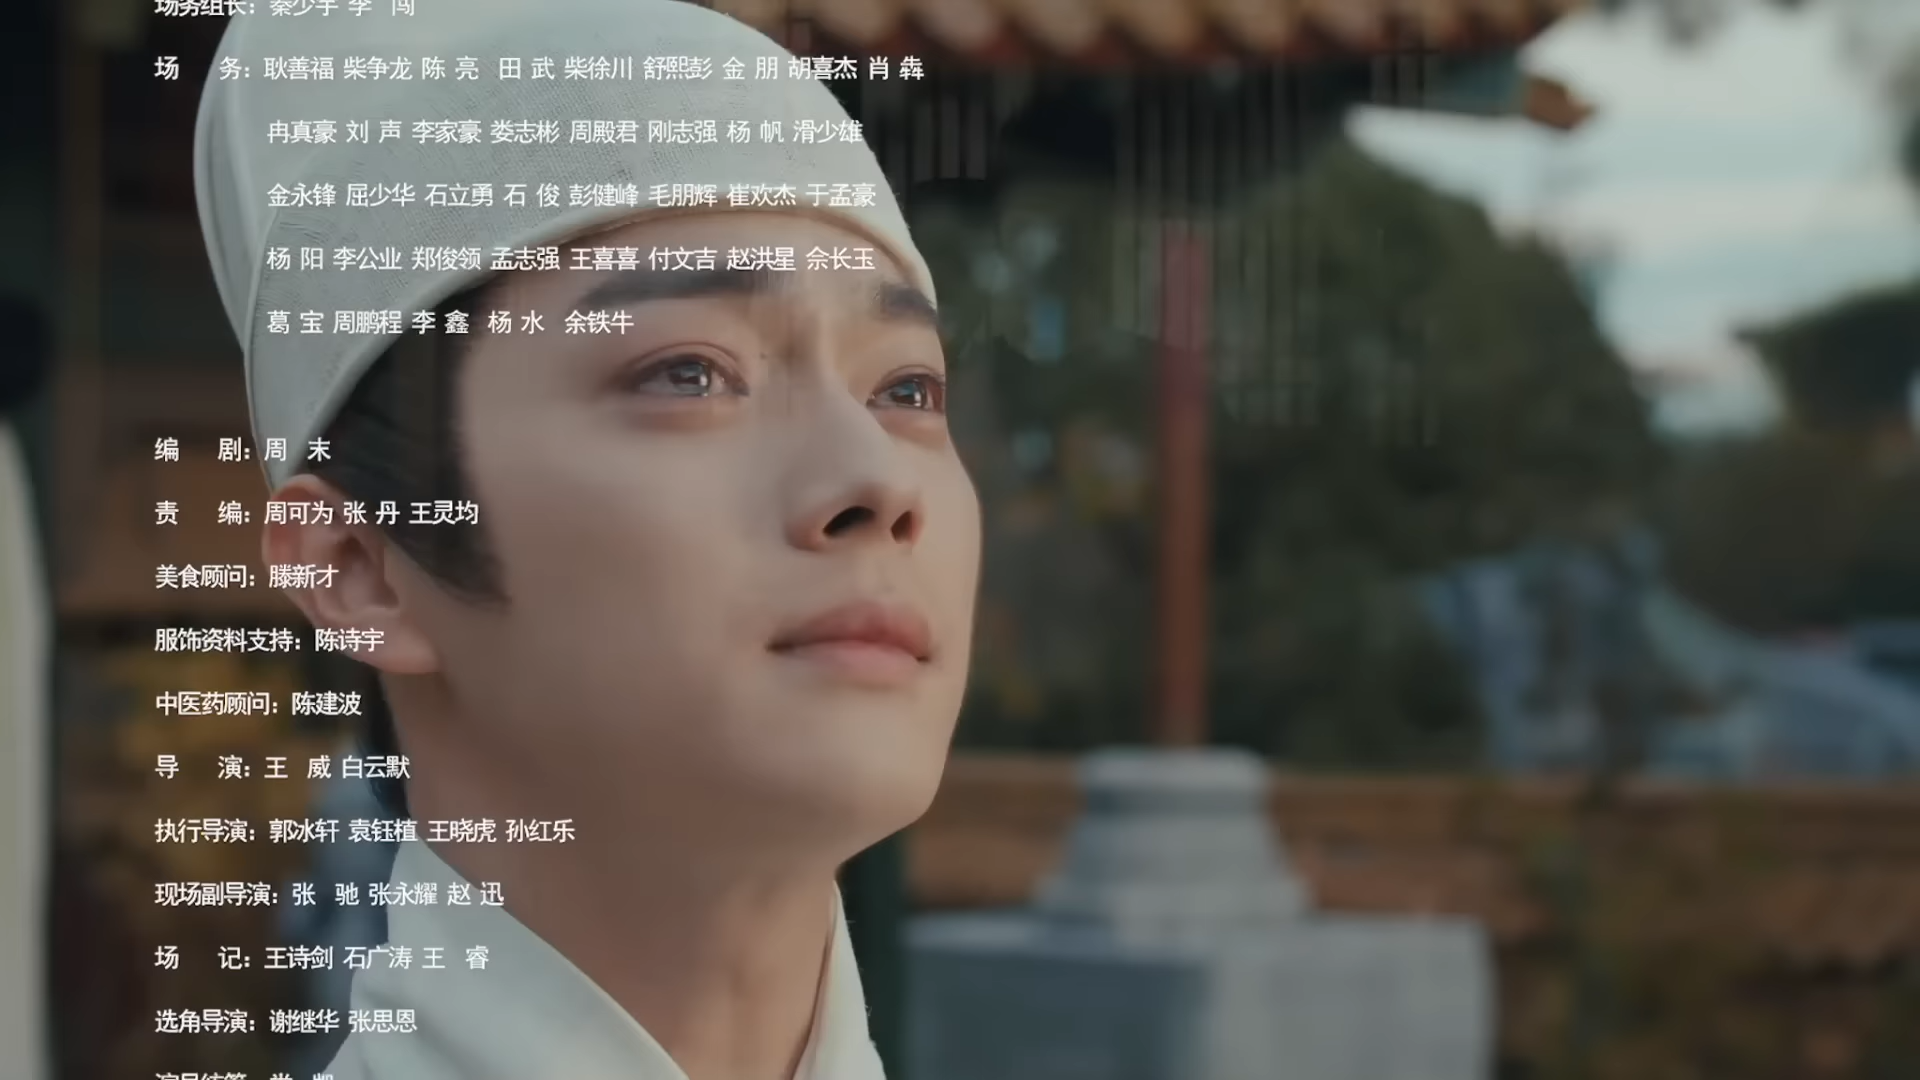 场务组长：秦少宇 李 闯
场 务：耿善福 柴争龙 陈 亮 田 武 柴徐川 舒熙彭 金 朋 胡喜杰 肖 犇
冉真豪 刘 声 李家豪 娄志彬 周殿君 刚志强 杨 帆 滑少雄
金永锋 屈少华 石立勇 石 俊 彭健峰 毛朋辉 崔欢杰 于孟豪
杨 阳 李公业 郑俊领 孟志强 王喜喜 付文吉 赵洪星 佘长玉
葛 宝 周鹏程 李 鑫 杨 水 余铁牛
编 剧：周 末
责 编：周可为 张 丹 王灵均
美食顾问：滕新才
服饰资料支持：陈诗宇
中医药顾问：陈建波
导 演：王 威 白云默
执行导演：郭冰轩 袁钰植 王晓虎 孙红乐
现场副导演：张 驰 张永耀 赵 迅
场 记：王诗剑 石广涛 王 睿
选角导演：谢继华 张思恩